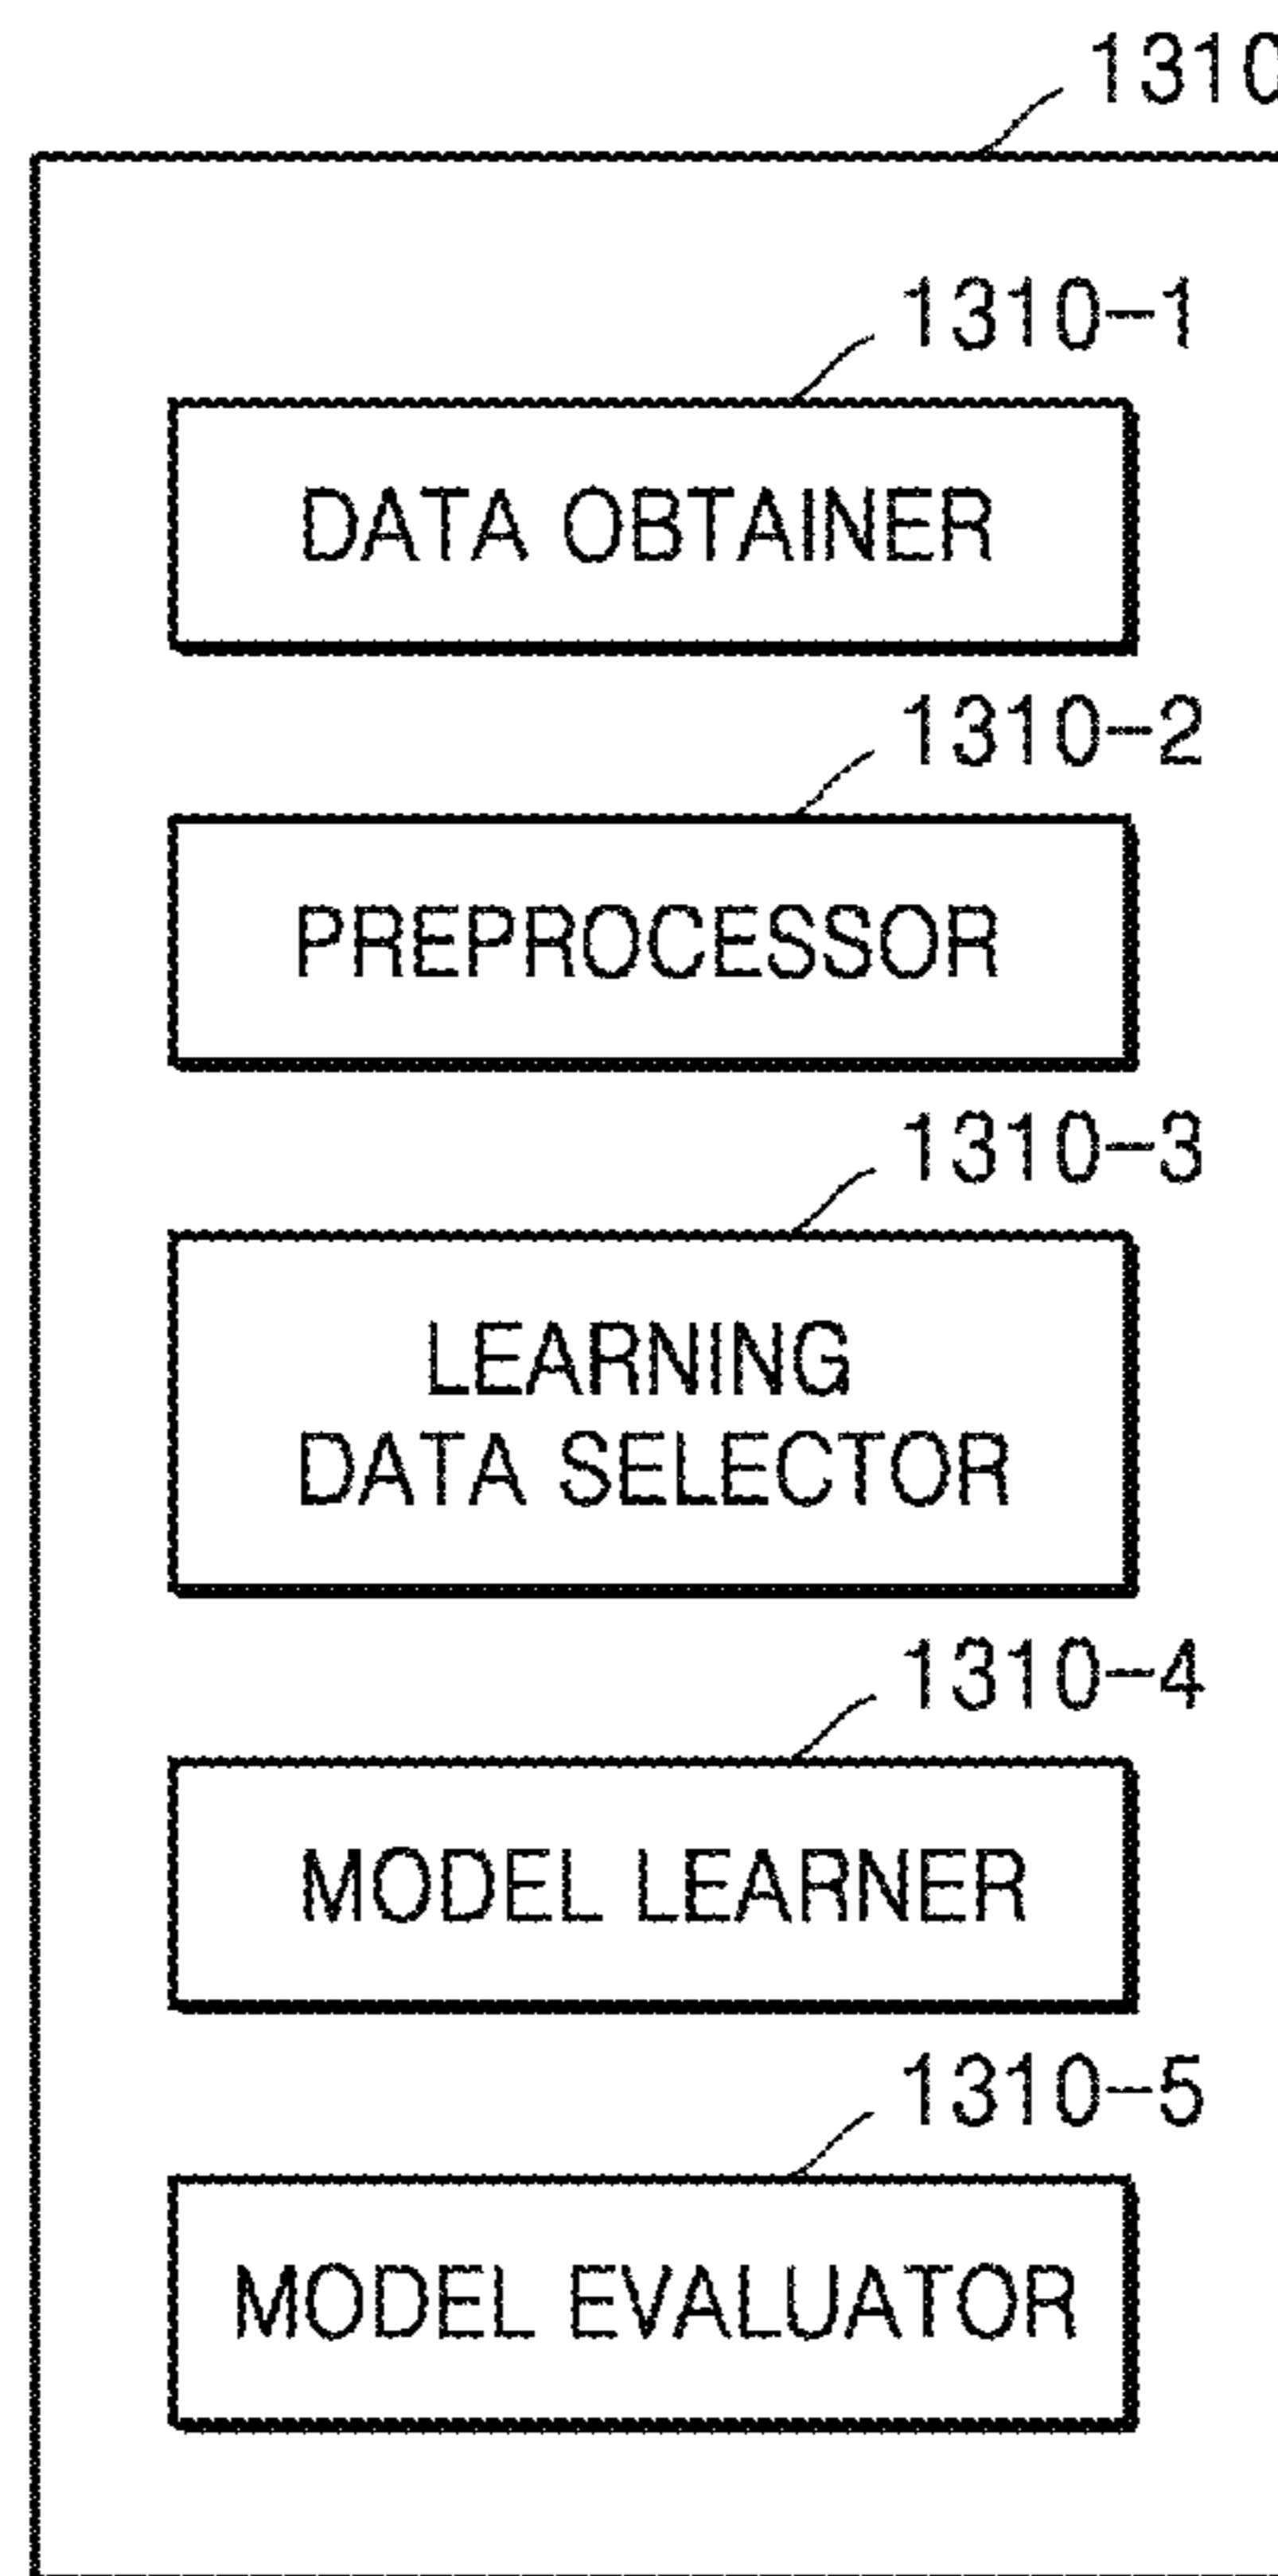 1310
1310-1
DATA OBTAINER
1310-2
PREPROCESSOR
1310-3
LEARNING
DATA SELECTOR
1310-4
MODEL LEARNER
1310-5
MODEL EVALUATOR